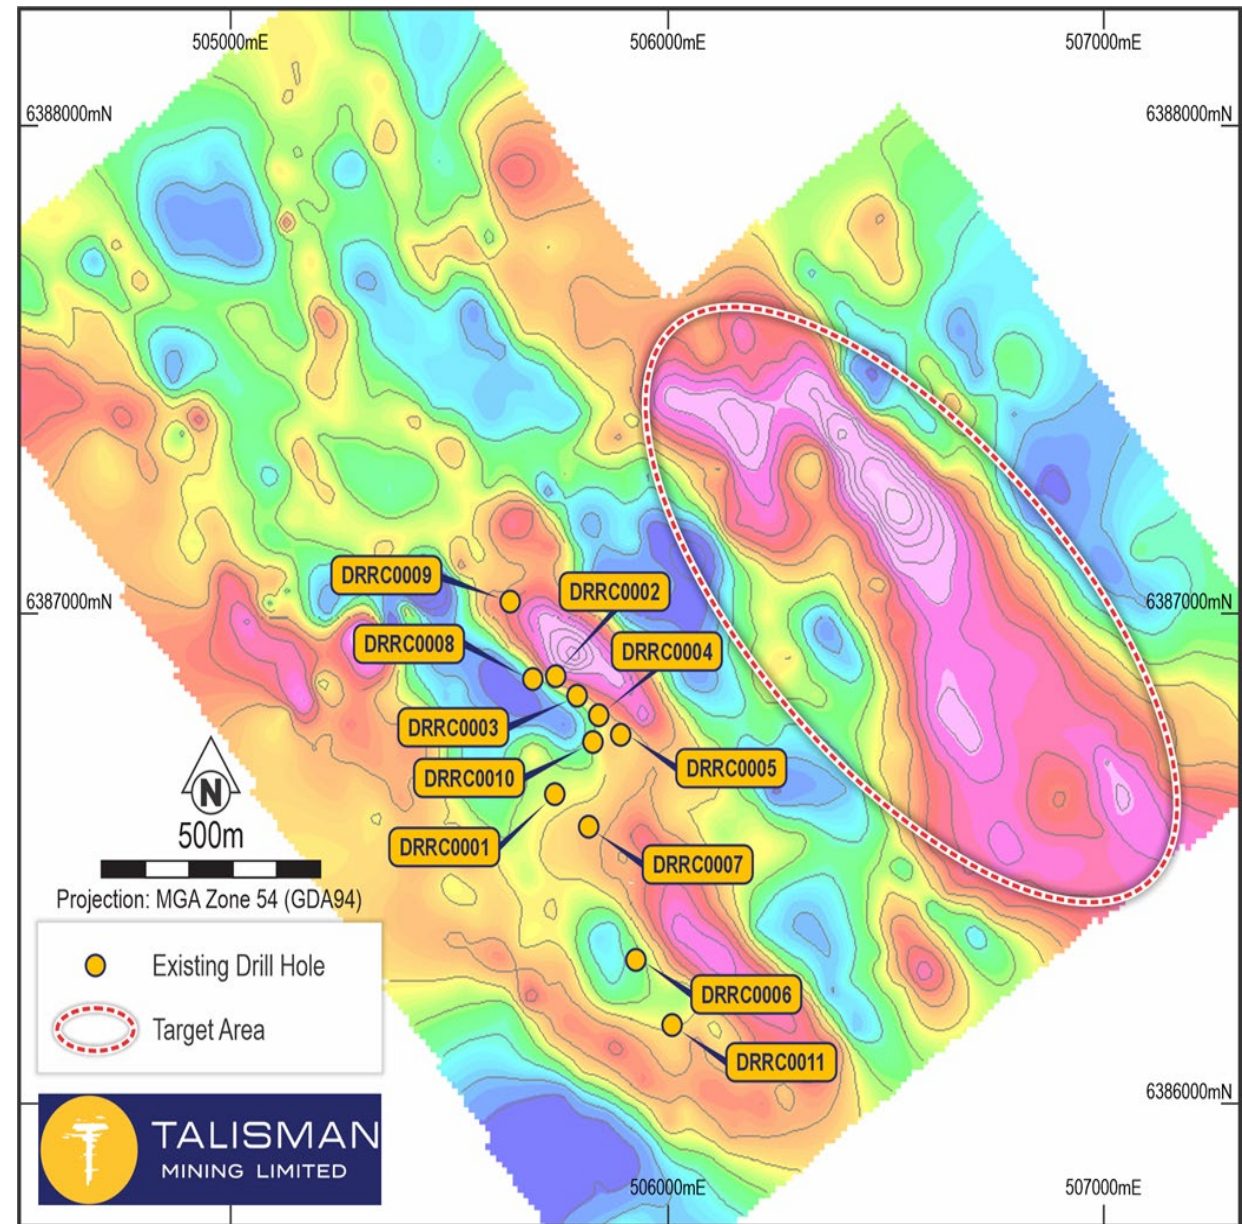 505000mE
506000mE
507000mE
6388000mN
6388000mN
DRRC0009
DRRC0002
6387000mN
6387000mN
DRRC0008
DRRC0004
DRRC0003
DRRC0010
DRRC0005
N
500m
DRRC0001
DRRC0007
Projection: MGA Zone 54 (GDA94)
Existing Drill Hole
DRRC0006
Target Area
DRRC0011
6386000mN
TALISMAN
MINING LIMITED
506000mE
507000mE